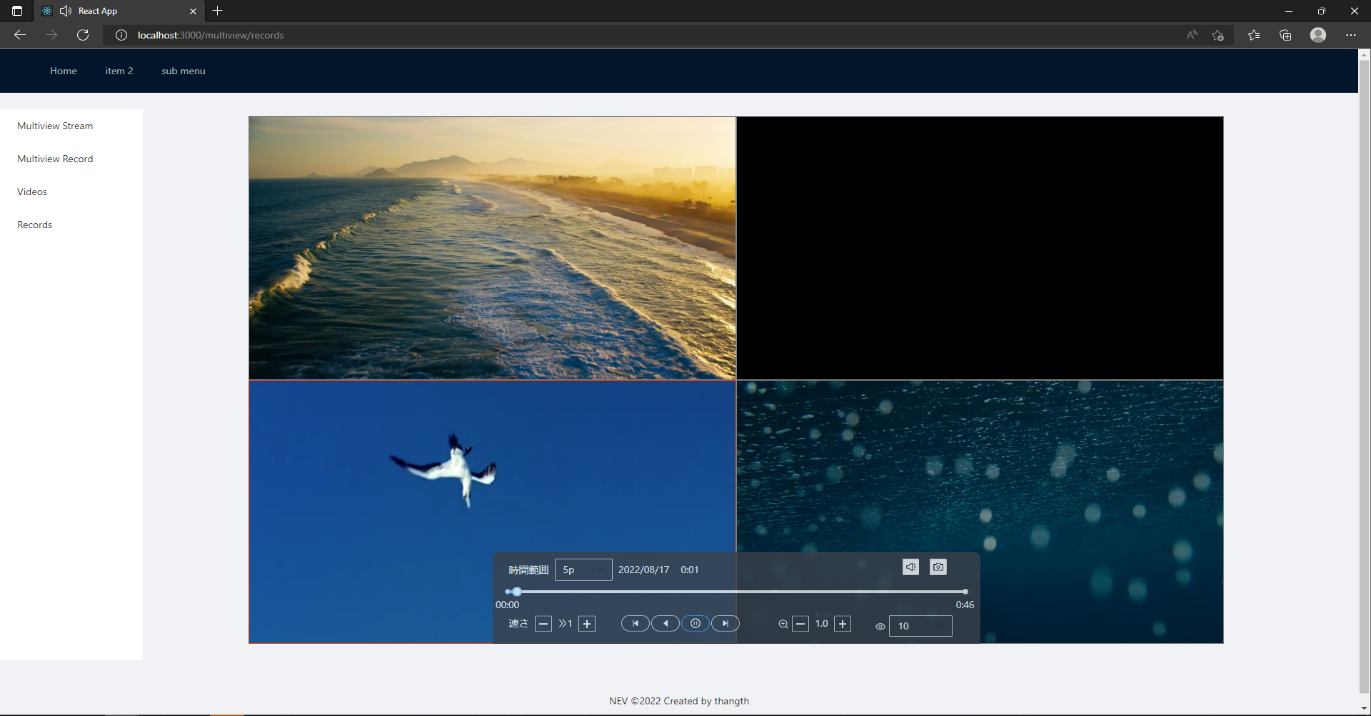 React App
localhost:3000/multiview/records
Home item 2 sub menu
Multiview Stream
Multiview Record
Videos
Records
時間範囲 5p 2022/08/17 0:01
00:00 0:46
速さ 1 1.0 10
NEV ©2022 Created by thangth